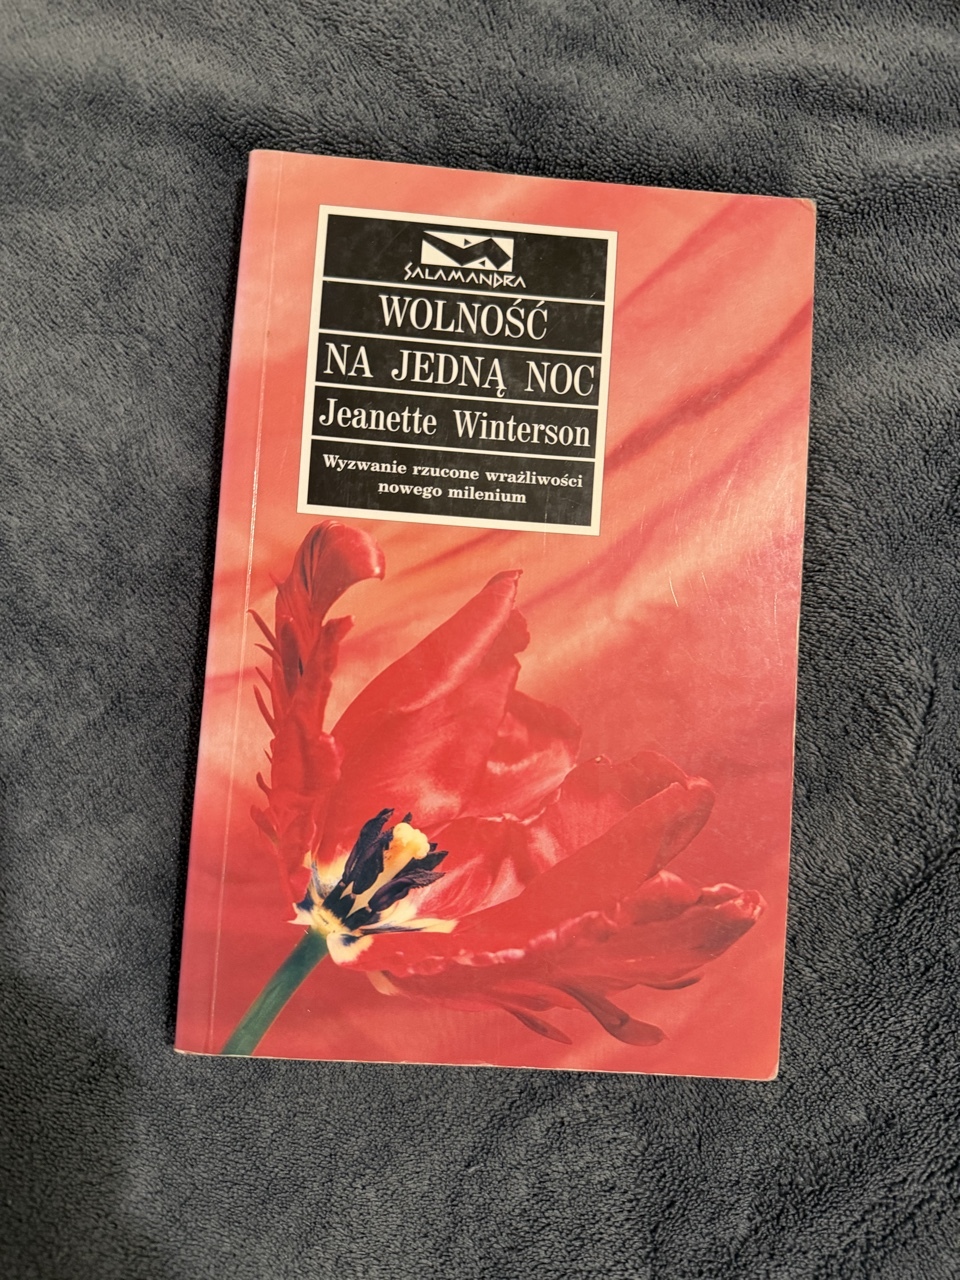 SALAMANDRA
WOLNOŚĆ
NA JEDNĄ NOC
Jeanette Winterson
Wyzwanie rzucone wrażliwości
nowego milenium